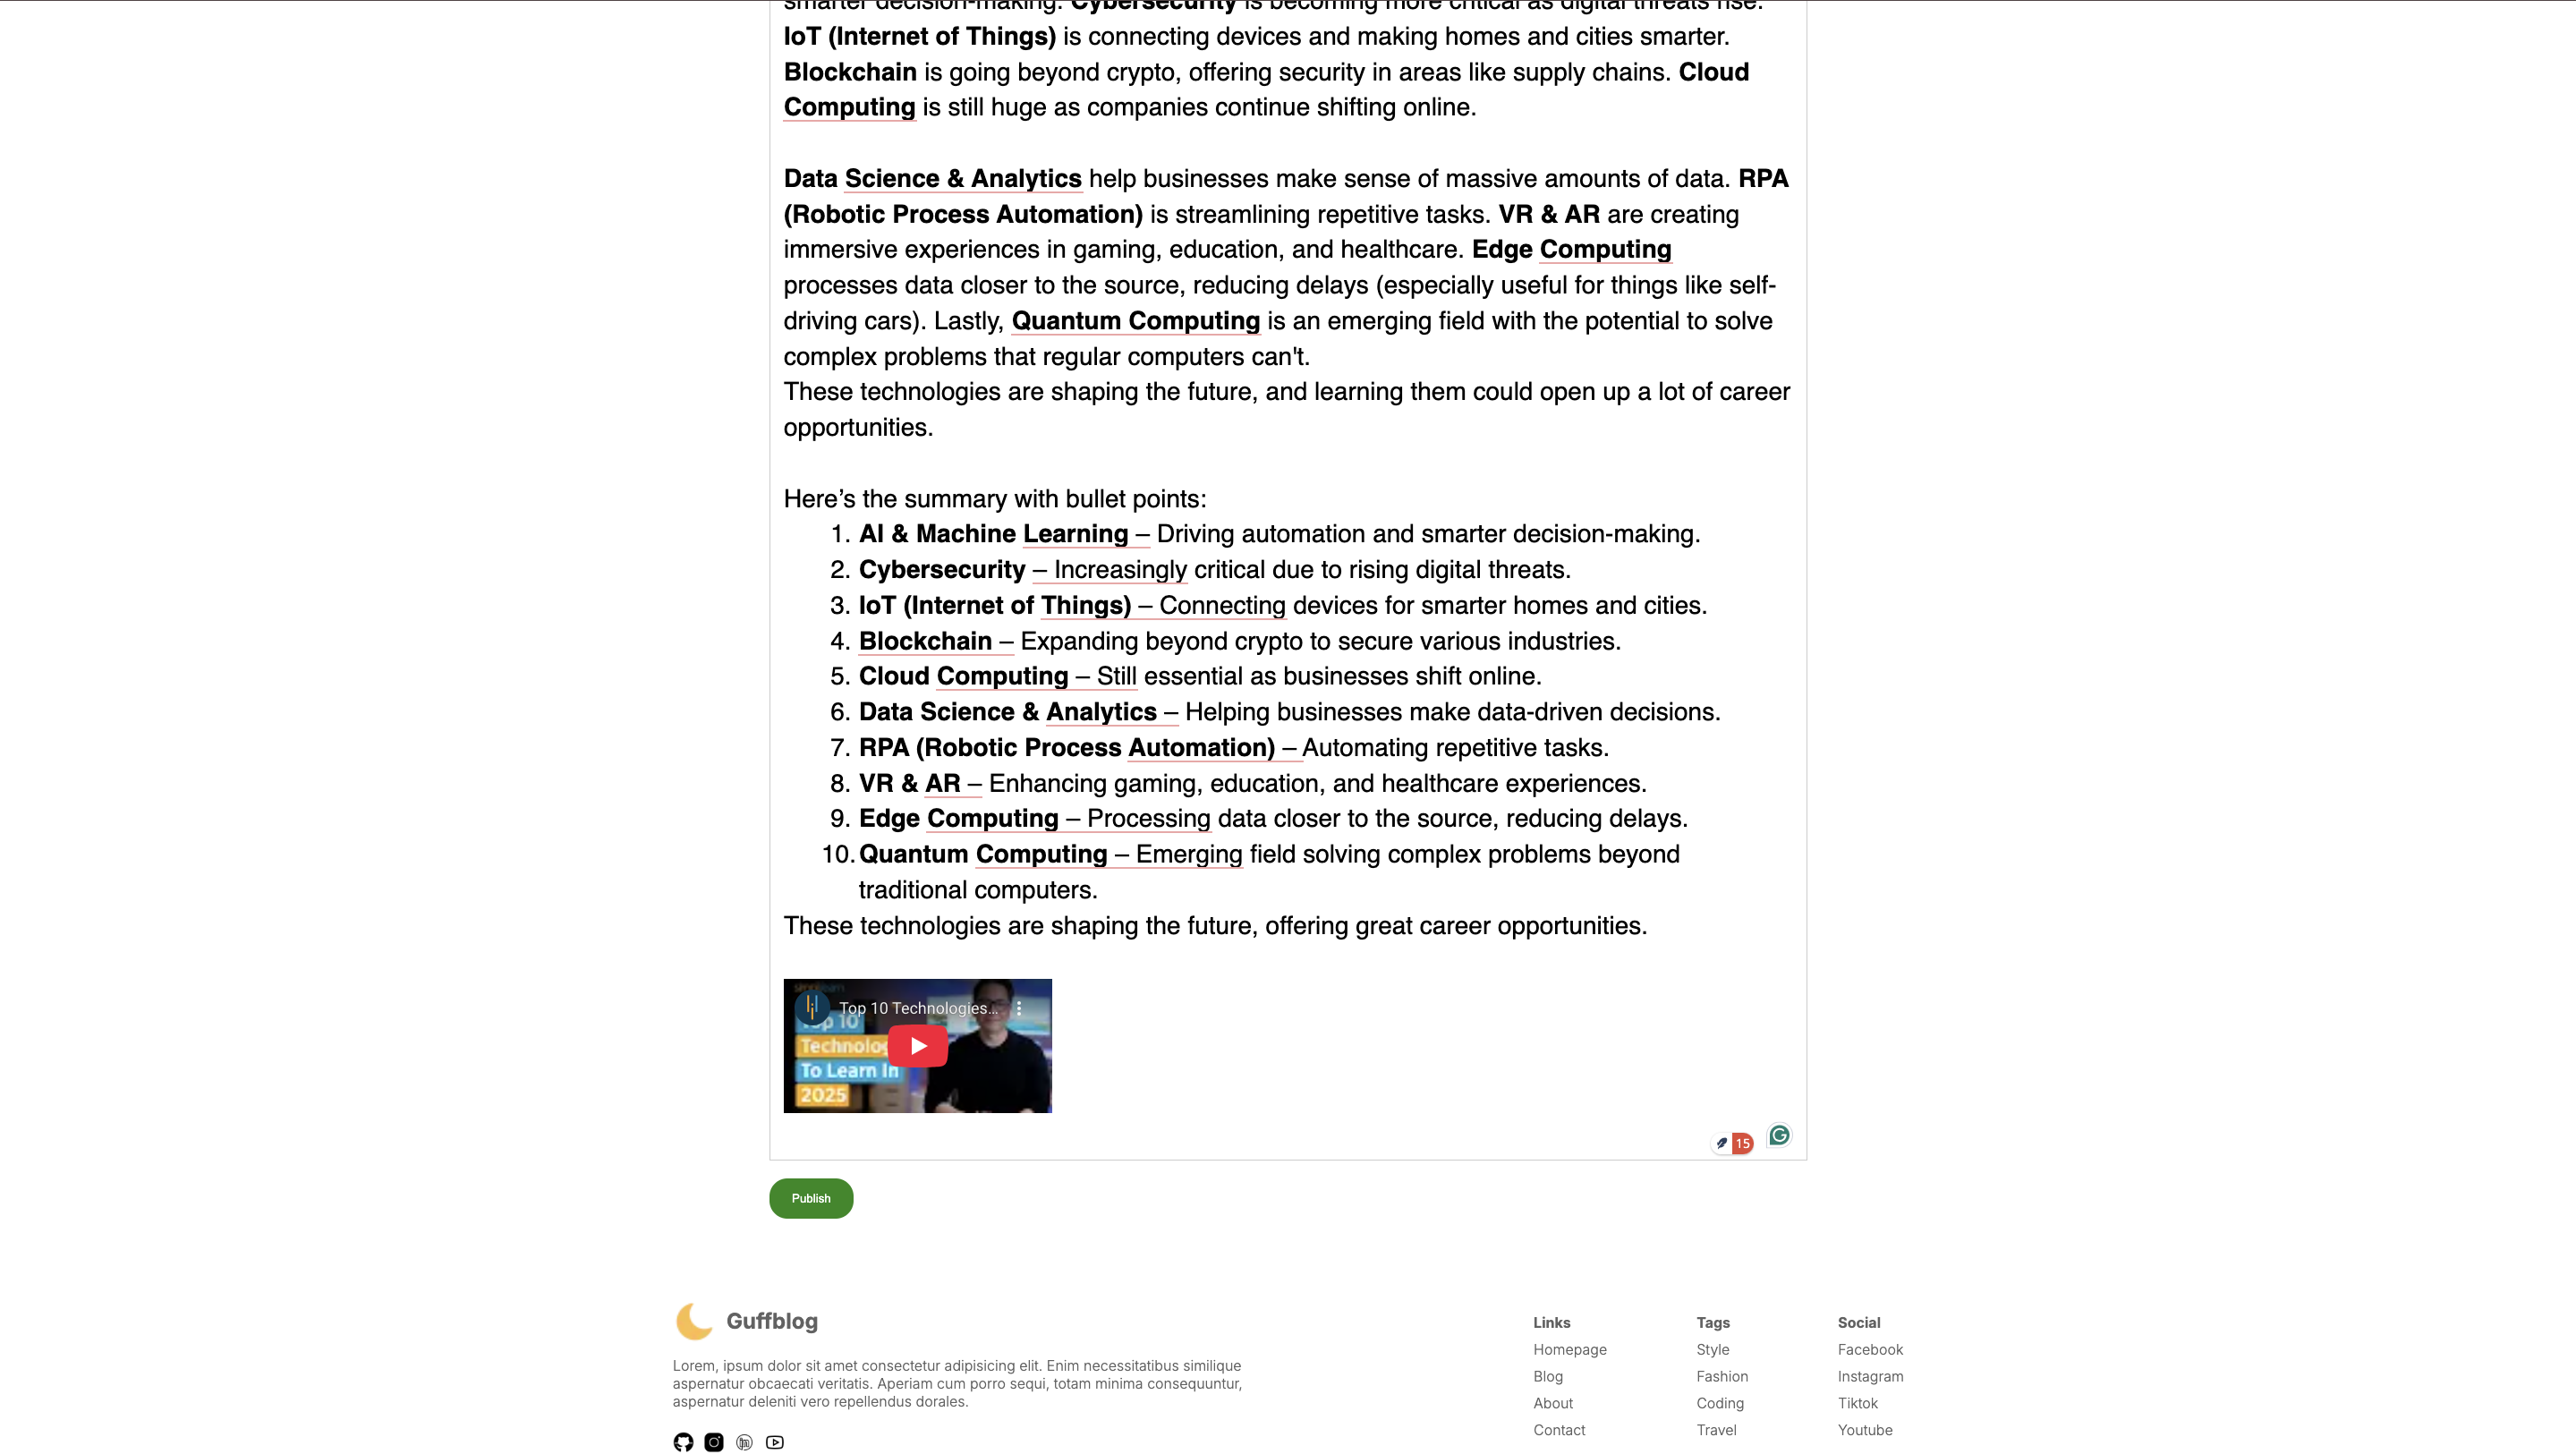 smarter decision-making. Cybersecurity is becoming more critical as digital threats rise.
IoT (Internet of Things) is connecting devices and making homes and cities smarter.
Blockchain is going beyond crypto, offering security in areas like supply chains. Cloud
Computing is still huge as companies continue shifting online.
Data Science & Analytics help businesses make sense of massive amounts of data. RPA
(Robotic Process Automation) is streamlining repetitive tasks. VR & AR are creating
immersive experiences in gaming, education, and healthcare. Edge Computing
processes data closer to the source, reducing delays (especially useful for things like self-
driving cars). Lastly, Quantum Computing is an emerging field with the potential to solve
complex problems that regular computers can't.
These technologies are shaping the future, and learning them could open up a lot of career
opportunities.
Here’s the summary with bullet points:
1. AI & Machine Learning – Driving automation and smarter decision-making.
2. Cybersecurity – Increasingly critical due to rising digital threats.
3. IoT (Internet of Things) – Connecting devices for smarter homes and cities.
4. Blockchain – Expanding beyond crypto to secure various industries.
5. Cloud Computing – Still essential as businesses shift online.
6. Data Science & Analytics – Helping businesses make data-driven decisions.
7. RPA (Robotic Process Automation) – Automating repetitive tasks.
8. VR & AR – Enhancing gaming, education, and healthcare experiences.
9. Edge Computing – Processing data closer to the source, reducing delays.
10. Quantum Computing – Emerging field solving complex problems beyond
traditional computers.
These technologies are shaping the future, offering great career opportunities.
Top 10 Technologies...
Top 10
Technolog
To Learn In
2025
15
Publish
Guffblog
Lorem, ipsum dolor sit amet consectetur adipisicing elit. Enim necessitatibus similique
aspernatur obcaecati veritatis. Aperiam cum porro sequi, totam minima consequuntur,
aspernatur deleniti vero repellendus dolores.
Links
Homepage
Blog
About
Contact
Tags
Style
Fashion
Coding
Travel
Social
Facebook
Instagram
Tiktok
Youtube